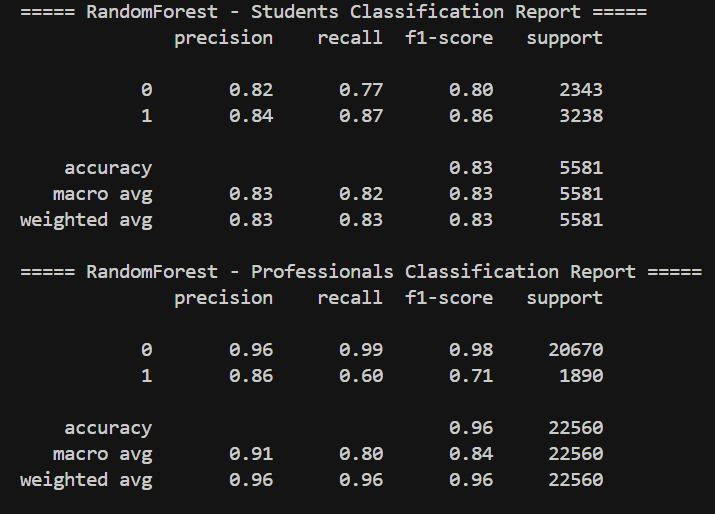 ===== RandomForest - Students Classification Report =====
precision recall f1-score support
0 0.82 0.77 0.80 2343
1 0.84 0.87 0.86 3238
accuracy 0.83 5581
macro avg 0.83 0.82 0.83 5581
weighted avg 0.83 0.83 0.83 5581
===== RandomForest - Professionals Classification Report =====
precision recall f1-score support
0 0.96 0.99 0.98 20670
1 0.86 0.60 0.71 1890
accuracy 0.96 22560
macro avg 0.91 0.80 0.84 22560
weighted avg 0.96 0.96 0.96 22560